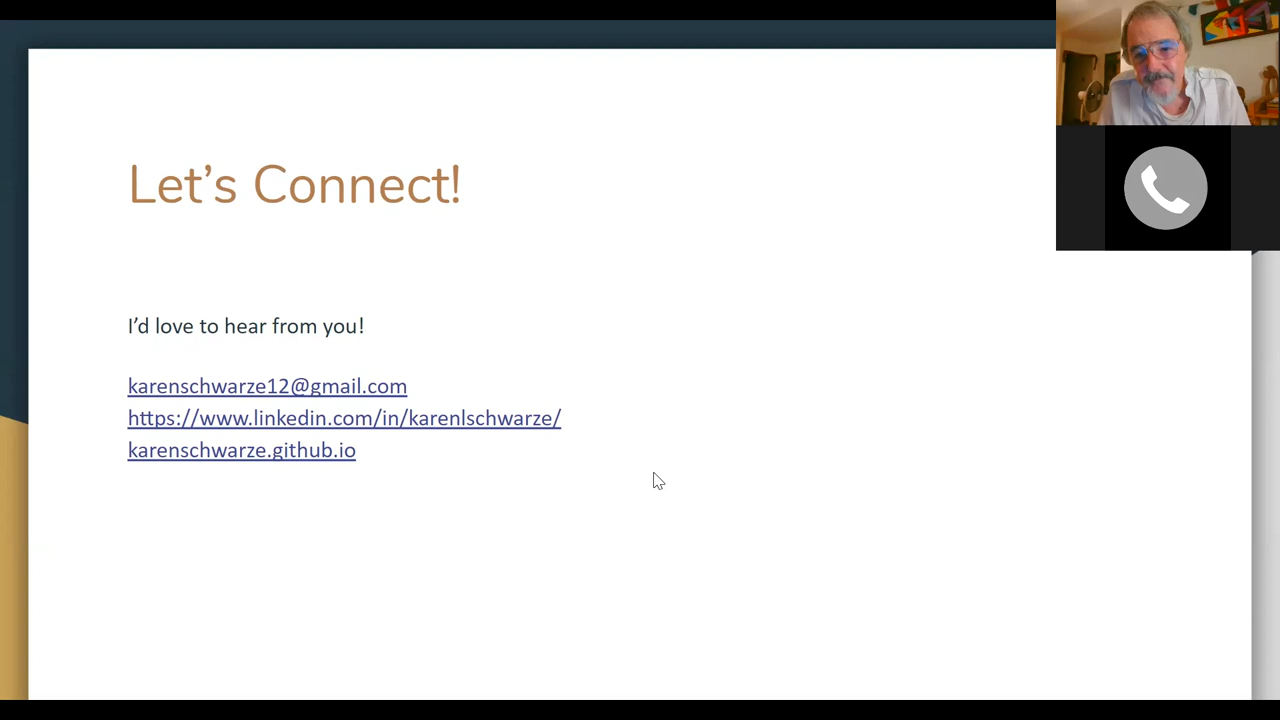 Let’s Connect!
I’d love to hear from you!
karenschwarze12@gmail.com
https://www.linkedin.com/in/karenlschwarze/
karenschwarze.github.io